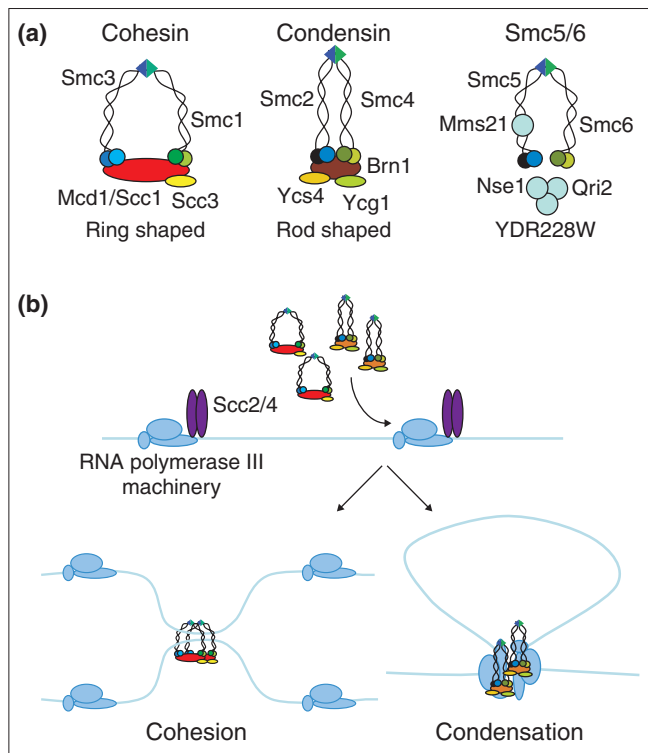 (a)
Cohesin
Condensin
Smc5/6
Smc3
Smc1
Mcd1/Scc1
Scc3
Ring shaped
Smc2
Smc4
Brn1
Ycs4
Ycg1
Rod shaped
Smc5
Mms21
Smc6
Nse1
Qri2
YDR228W
(b)
Scc2/4
RNA polymerase III
machinery
Cohesion
Condensation